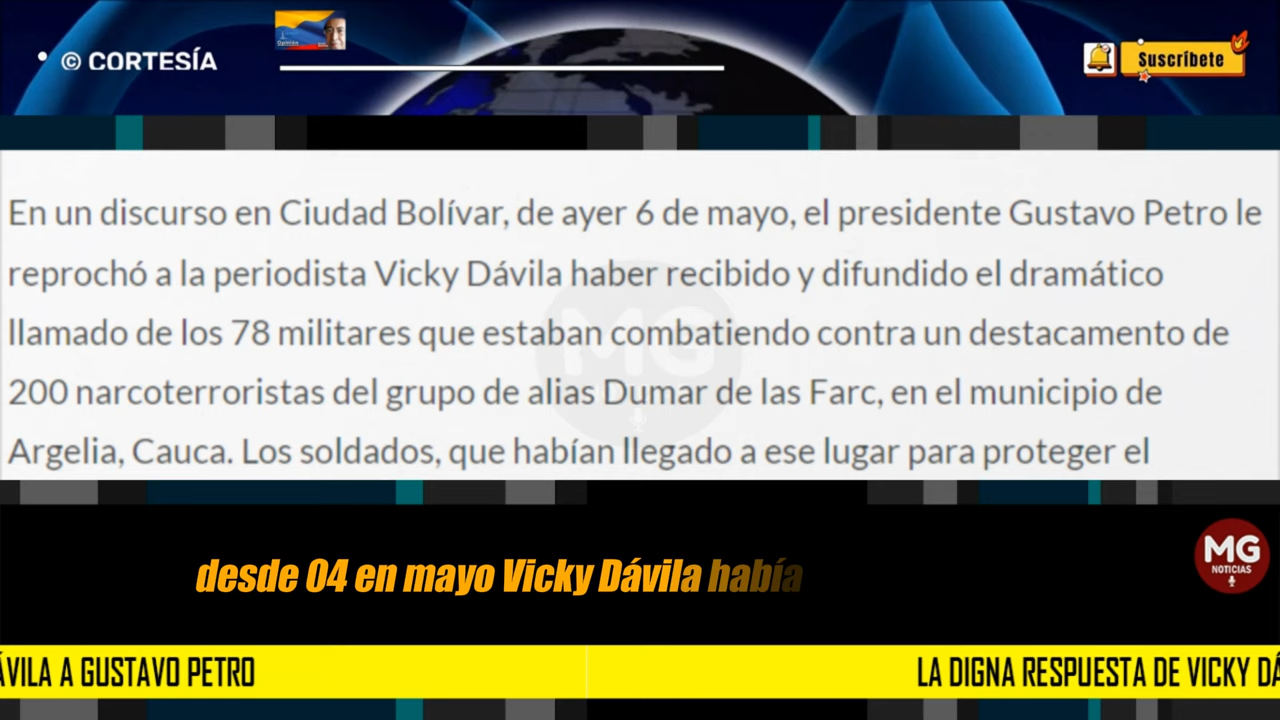 © CORTESÍA
Opinión
Suscríbete
En un discurso en Ciudad Bolívar, de ayer 6 de mayo, el presidente Gustavo Petro le
reprochó a la periodista Vicky Dávila haber recibido y difundido el dramático
llamado de los 78 militares que estaban combatiendo contra un destacamento de
200 narcoterroristas del grupo de alias Dumar de las Farc, en el municipio de
Argelia, Cauca. Los soldados, que habían llegado a ese lugar para proteger el
MG
desde 04 en mayo Vicky Dávila había
MG
NOTICIAS
ÁVILA A GUSTAVO PETRO
LA DIGNA RESPUESTA DE VICKY DÁ